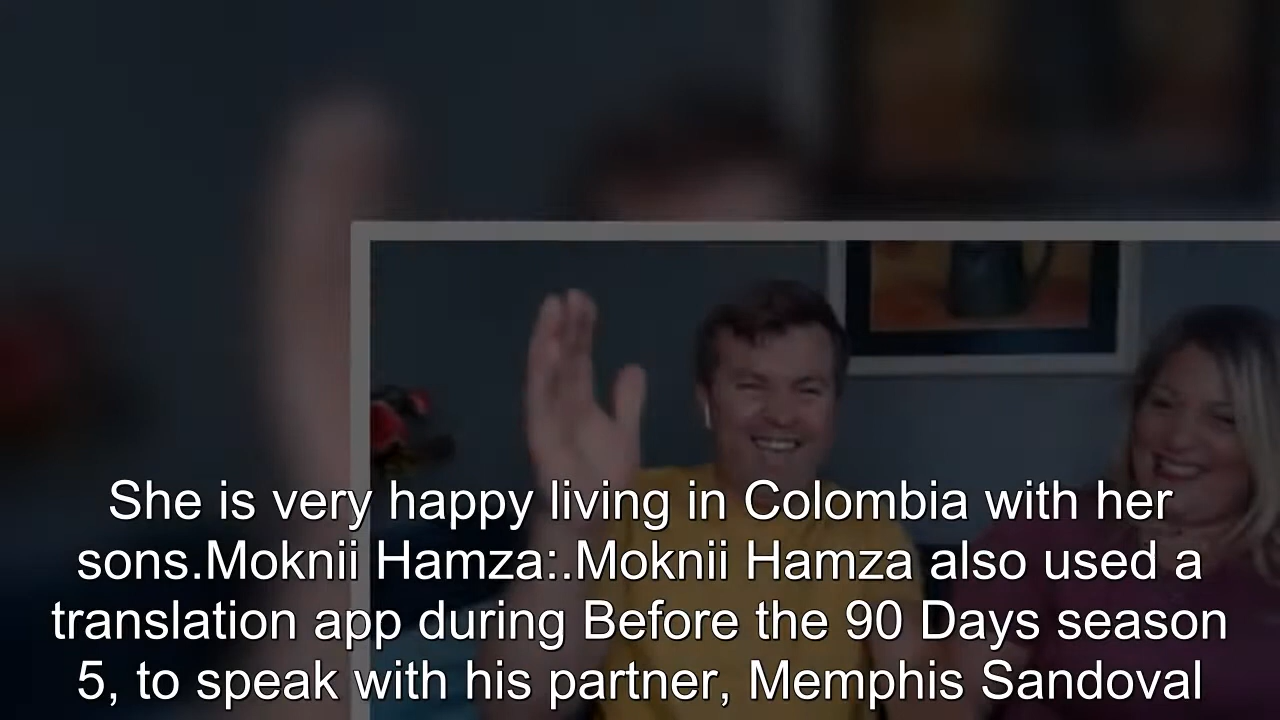 She is very happy living in Colombia with her
sons.Moknii Hamza:.Moknii Hamza also used a
translation app during Before the 90 Days season
5, to speak with his partner, Memphis Sandoval